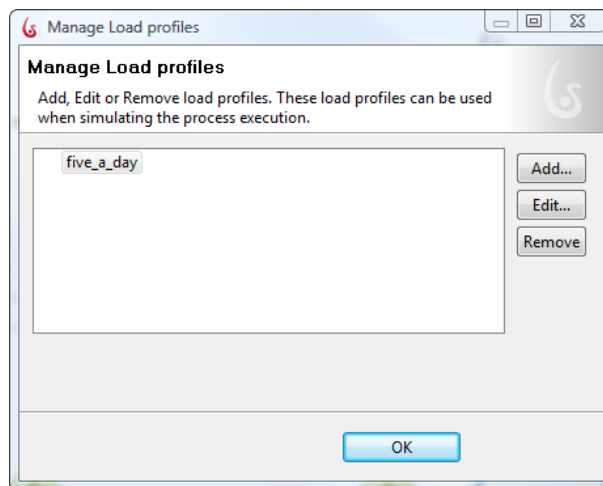 Manage Load profiles
Manage Load profiles
Add, Edit or Remove load profiles. These load profiles can be used
when simulating the process execution.
five_a_day
Add...
Edit...
Remove
OK